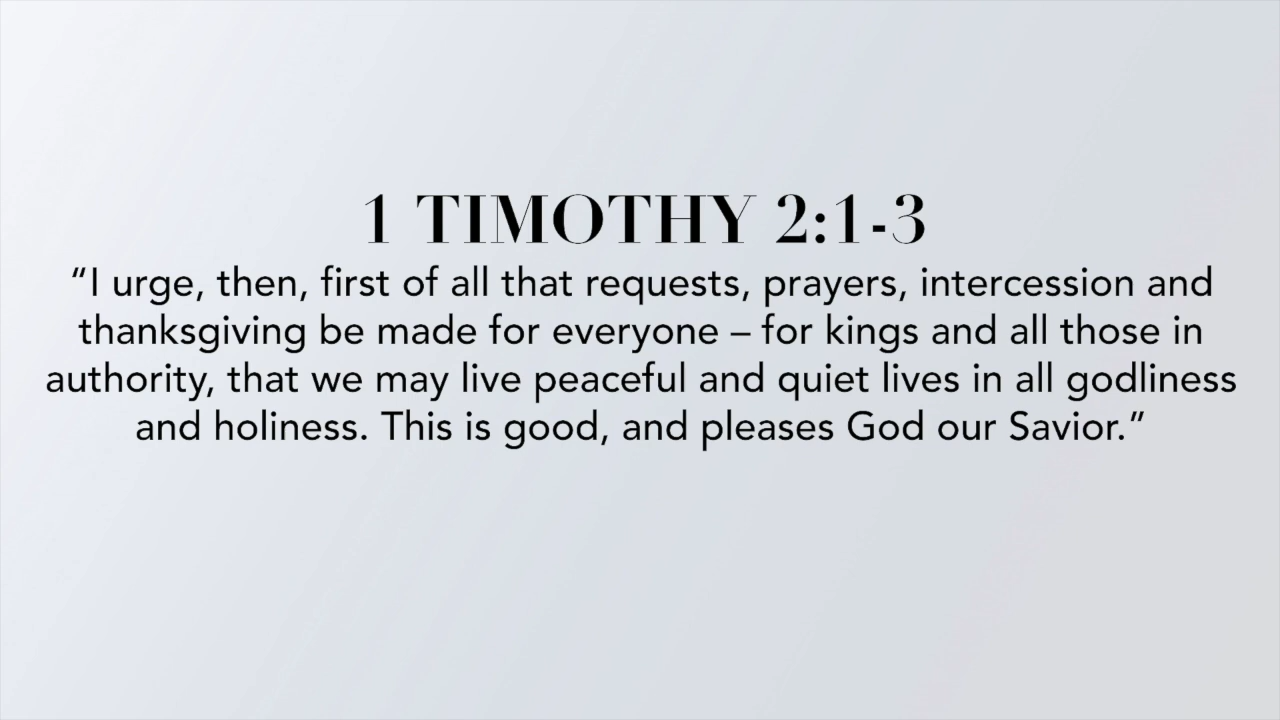 1 TIMOTHY 2:1-3
“I urge, then, first of all that requests, prayers, intercession and
thanksgiving be made for everyone – for kings and all those in
authority, that we may live peaceful and quiet lives in all godliness
and holiness. This is good, and pleases God our Savior.”